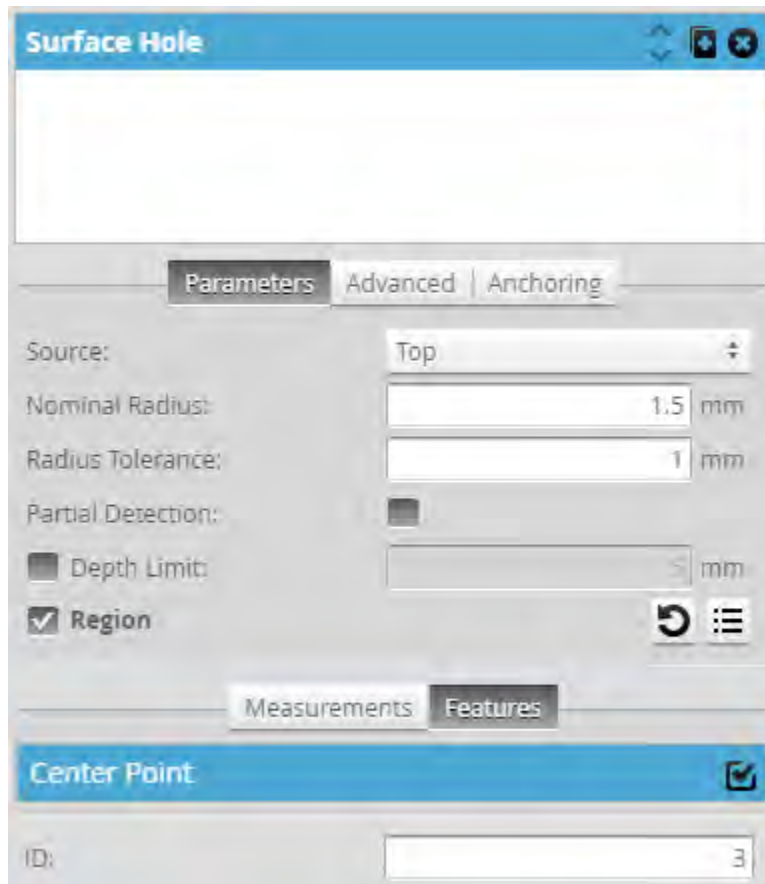 Surface Hole
Parameters Advanced | Anchoring
Source: Top
Nominal Radius: 1.5 mm
Radius Tolerance: 1 mm
Partial Detection:
Depth Limit: 5 mm
Region
Measurements Features
Center Point
ID: 3